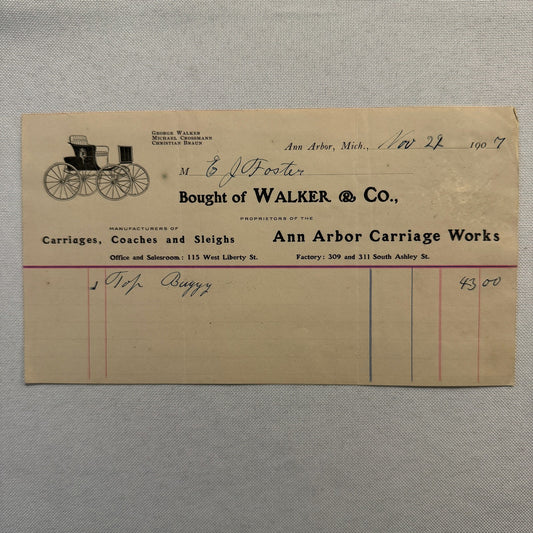 George Walker
Michael Crossmann
Christian Braun
Ann Arbor, Mich., Nov 29 1907
M E J Foster
Bought of WALKER & CO.,
PROPRIETORS OF THE
MANUFACTURERS OF
Carriages, Coaches and Sleighs
Ann Arbor Carriage Works
Office and Salesroom: 115 West Liberty St.
Factory: 309 and 311 South Ashley St.
1 Top Buggy 43 00